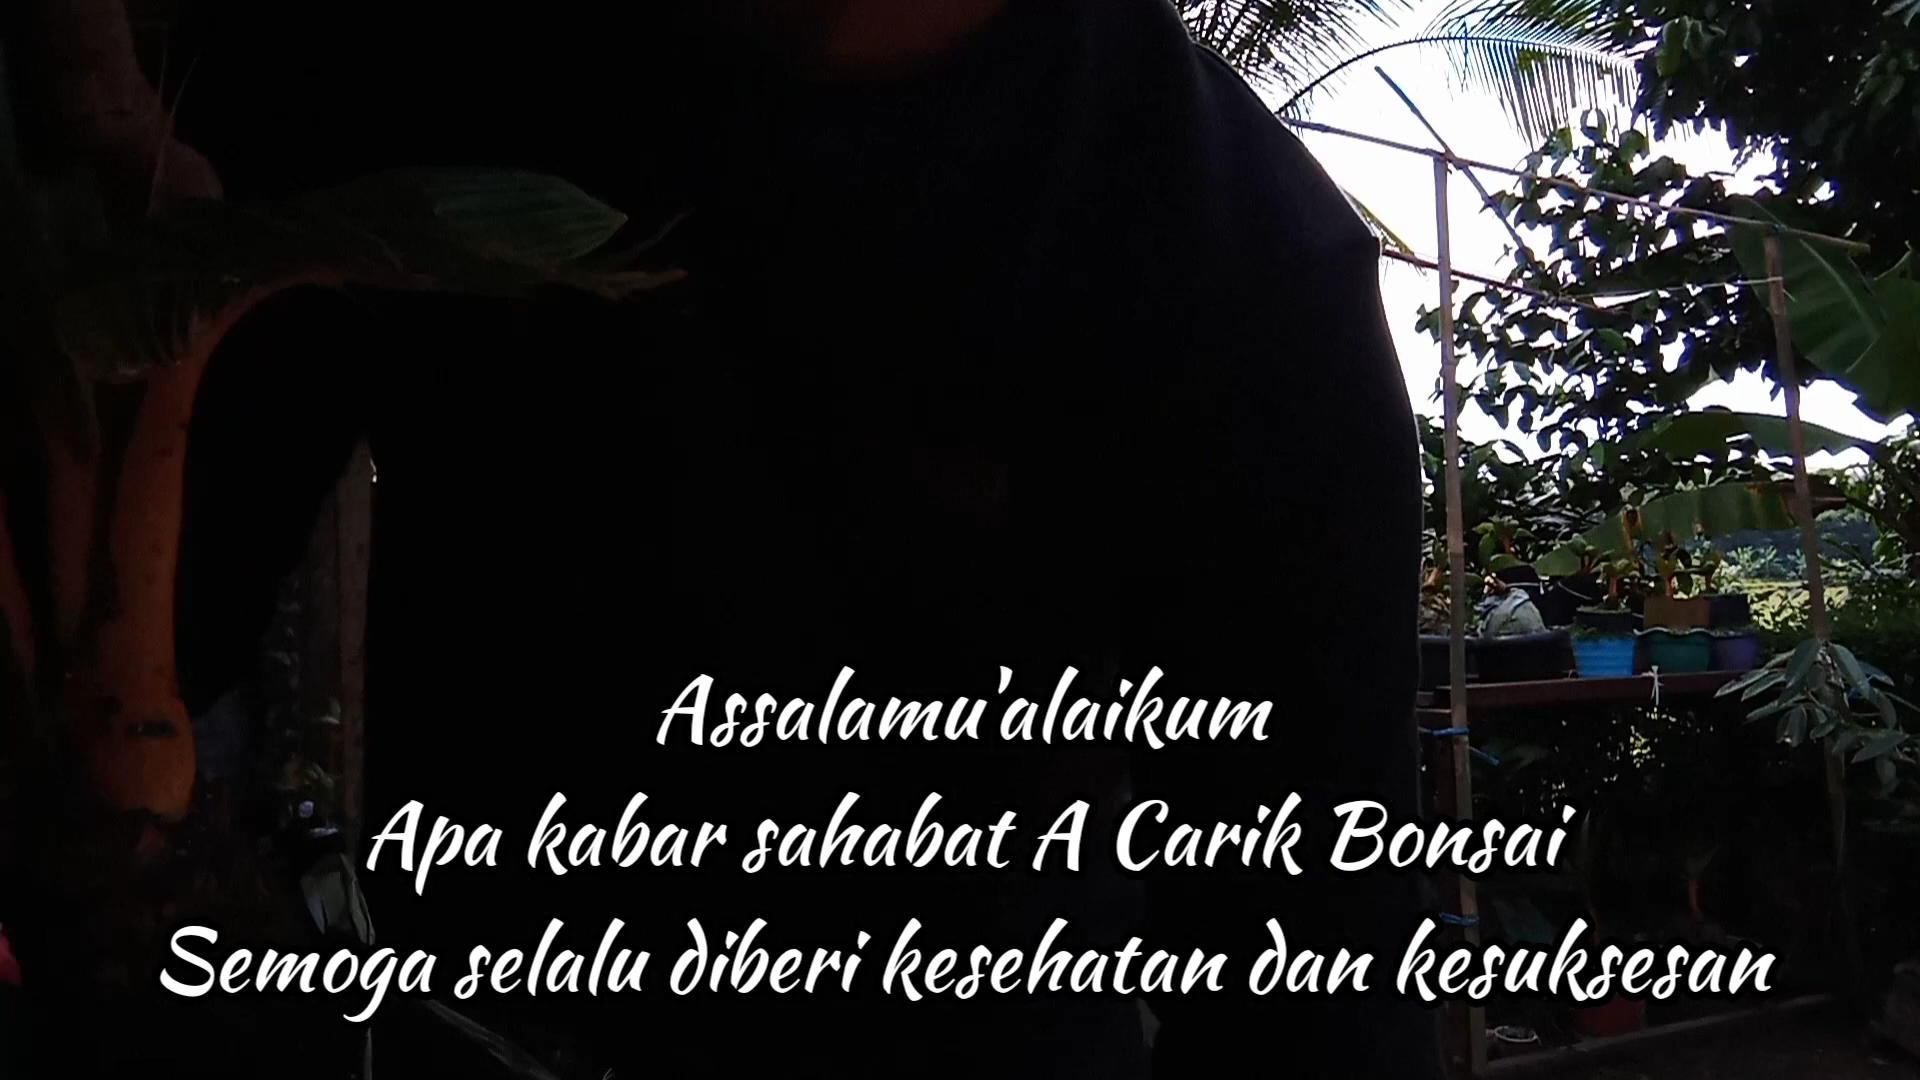 Assalamu'alaikum
Apa kabar sahabat A Carik Bonsai
Semoga selalu diberi kesehatan dan kesuksesan